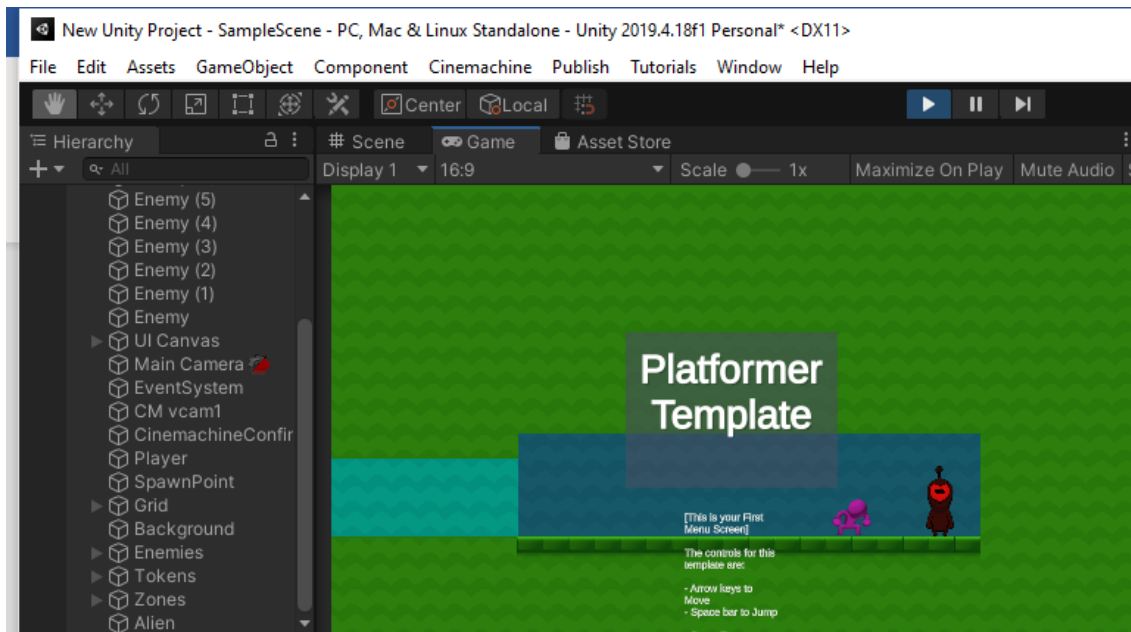 New Unity Project - SampleScene - PC, Mac & Linux Standalone - Unity 2019.4.18f1 Personal* <DX11>
File Edit Assets GameObject Component Cinemachine Publish Tutorials Window Help
Center Local
Hierarchy
Scene Game Asset Store
All
Display 1 16:9 Scale 1x Maximize On Play Mute Audio
Enemy (5)
Enemy (4)
Enemy (3)
Enemy (2)
Enemy (1)
Enemy
UI Canvas
Main Camera
EventSystem
CM vcam1
CinemachineConfir
Player
SpawnPoint
Grid
Background
Enemies
Tokens
Zones
Alien
Platformer
Template
[This is your First
Menu Screen]
The controls for this
template are:
- Arrow keys to
Move
- Space bar to Jump